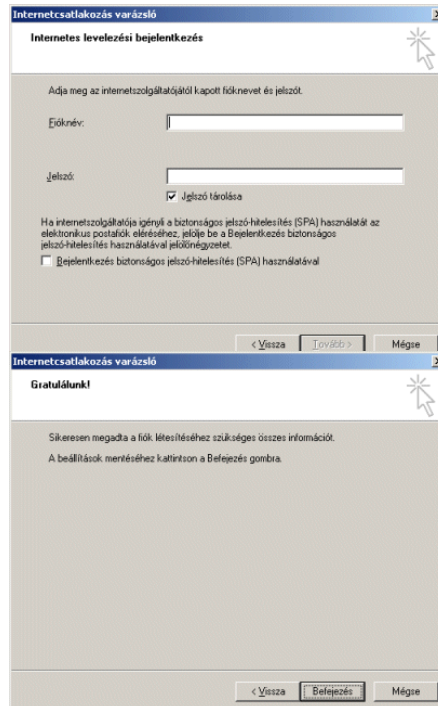 Internetcsatlakozás varázsló
Internetes levelezési bejelentkezés
Adja meg az internetszolgáltatójától kapott fióknevet és jelszót.
Fióknév:
Jelszó:
Jelszó tárolása
Ha internetszolgáltatója igényli a biztonságos jelszó-hitelesítés (SPA) használatát az
elektronikus postafiók eléréséhez, jelölje be a Bejelentkezés biztonságos
jelszó-hitelesítés használatával jelölőnégyzetet.
Bejelentkezés biztonságos jelszó-hitelesítés (SPA) használatával
< Vissza Tovább > Mégse
Internetcsatlakozás varázsló
Gratulálunk!
Sikeresen megadta a fiók létesítéséhez szükséges összes információt.
A beállítások mentéséhez kattintson a Befejezés gombra.
< Vissza Befejezés Mégse